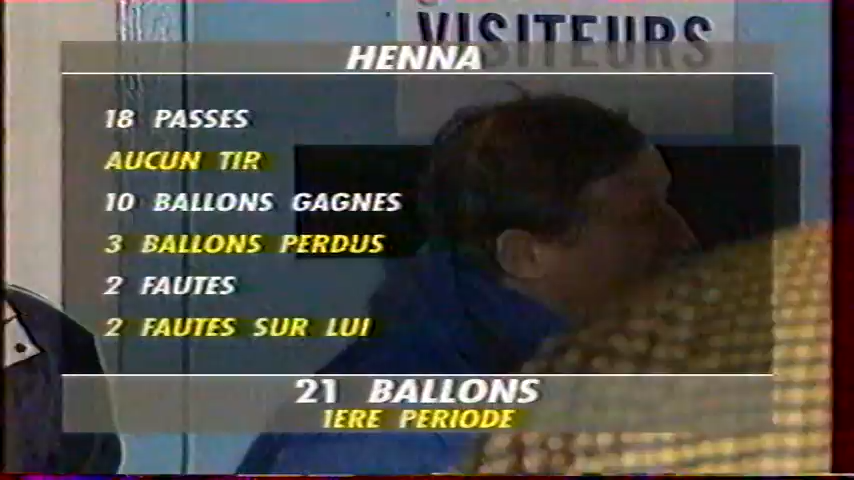 VISITEURS
HENNA
18 PASSES
AUCUN TIR
10 BALLONS GAGNES
3 BALLONS PERDUS
2 FAUTES
2 FAUTES SUR LUI
21 BALLONS
1ERE PERIODE